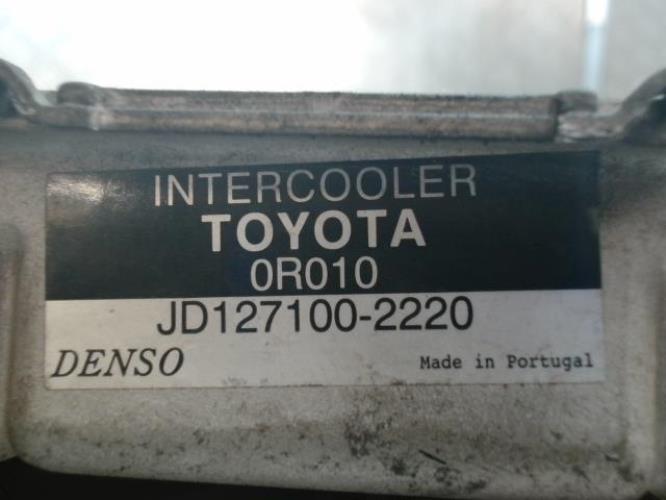 INTERCOOLER
TOYOTA
0R010
JD127100-2220
DENSO Made in Portugal